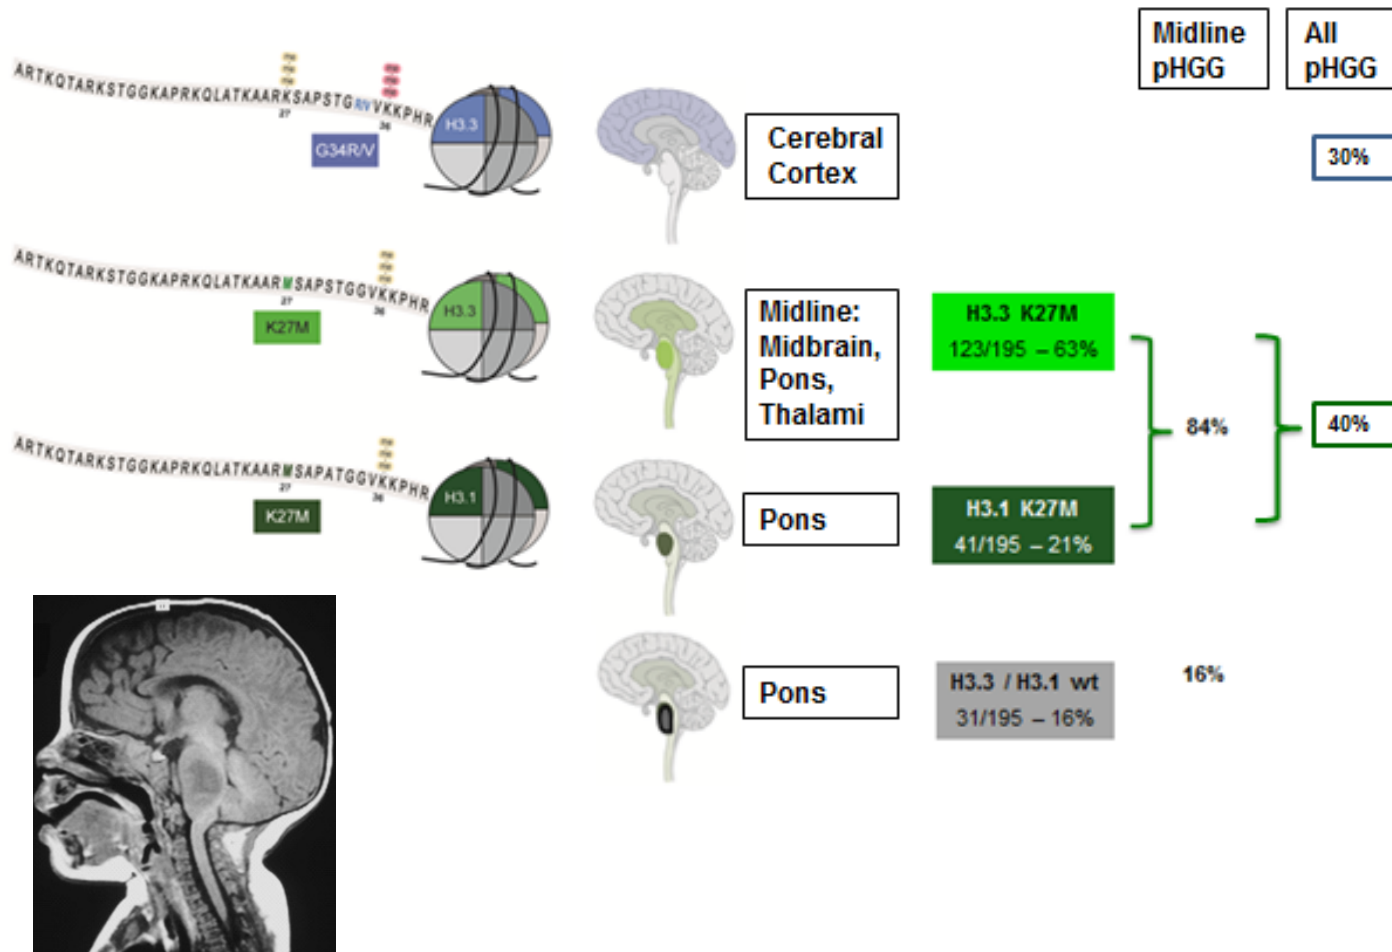 Midline
pHGG
All
pHGG
ARTKQTARKSTGGKAPRKQLATKAARKSAPSTGR/VVKKPHR
27
36
G34R/V
H3.3
Cerebral
Cortex
30%
ARTKQTARKSTGGKAPRKQLATKAARMSAPSTGGVKKPHR
27
36
K27M
H3.3
Midline:
Midbrain,
Pons,
Thalami
H3.3 K27M
123/195 – 63%
84%
40%
ARTKQTARKSTGGKAPRKQLATKAARMSAPATGGVKKPHR
27
36
K27M
H3.1
Pons
H3.1 K27M
41/195 – 21%
Pons
H3.3 / H3.1 wt
31/195 – 16%
16%